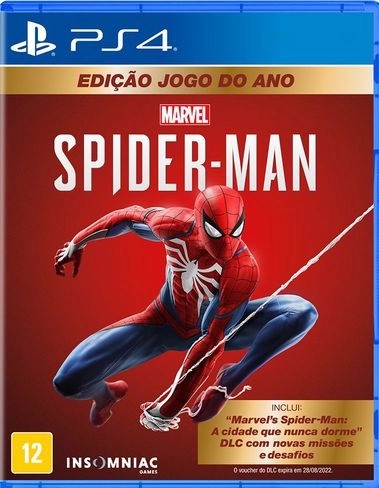 PS4
EDIÇÃO JOGO DO ANO
MARVEL
SPIDER-MAN
INCLUI:
“Marvel's Spider-Man:
A cidade que nunca dorme”
DLC com novas missões
e desafios
O voucher do DLC expira em 28/08/2022.
12
INSOMNIAC
GAMES